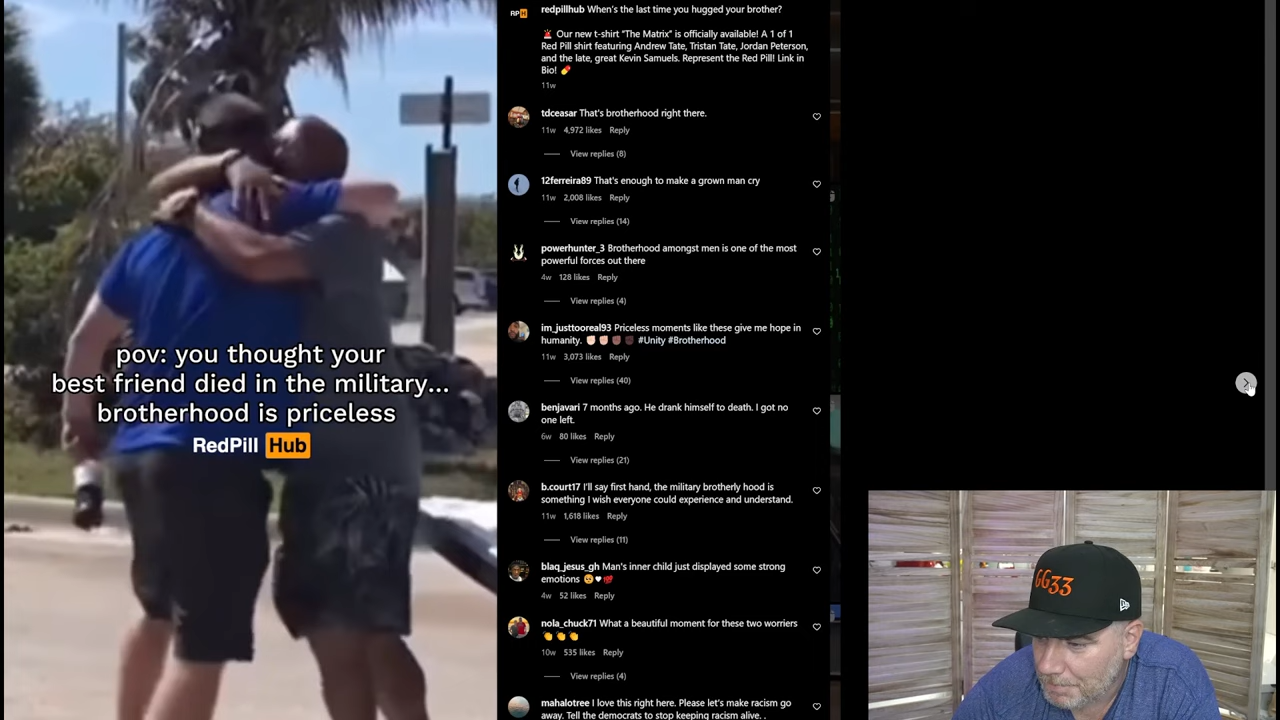 pov: you thought your
best friend died in the military...
brotherhood is priceless
RedPill Hub
RPH
redpillhub When's the last time you hugged your brother?
🚨 Our new t-shirt "The Matrix" is officially available! A 1 of 1
Red Pill shirt featuring Andrew Tate, Tristan Tate, Jordan Peterson,
and the late, great Kevin Samuels. Represent the Red Pill! Link in
Bio! 💊
11w
tdceasar That's brotherhood right there.
11w 4,972 likes Reply
View replies (8)
12ferreira89 That's enough to make a grown man cry
11w 2,008 likes Reply
View replies (14)
powerhunter_3 Brotherhood amongst men is one of the most
powerful forces out there
4w 128 likes Reply
View replies (4)
im_justtooreal93 Priceless moments like these give me hope in
humanity. ✊🏻✊🏼✊🏾✊🏿 #Unity #Brotherhood
11w 3,073 likes Reply
View replies (40)
benjavari 7 months ago. He drank himself to death. I got no
one left.
6w 80 likes Reply
View replies (21)
b.court17 I'll say first hand, the military brotherly hood is
something I wish everyone could experience and understand.
11w 1,618 likes Reply
View replies (11)
blaq_jesus_gh Man's inner child just displayed some strong
emotions 🥺♥💯
4w 52 likes Reply
nola_chuck71 What a beautiful moment for these two worriers
👏👏👏
10w 535 likes Reply
View replies (4)
mahalotree I love this right here. Please let's make racism go
away. Tell the democrats to stop keeping racism alive. .
GG33